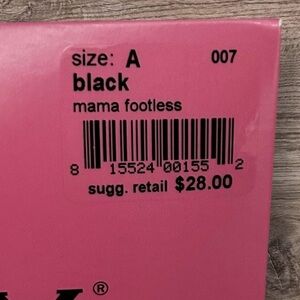 size: A 007
black
mama footless
8 15524 00155 2
sugg. retail $28.00
®